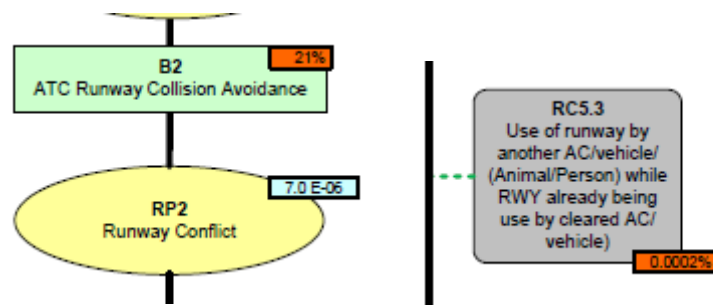 21%
B2
ATC Runway Collision Avoidance
7.0 E-06
RP2
Runway Conflict
RC5.3
Use of runway by
another AC/vehicle/
(Animal/Person) while
RWY already being
use by cleared AC/
vehicle)
0.0002%